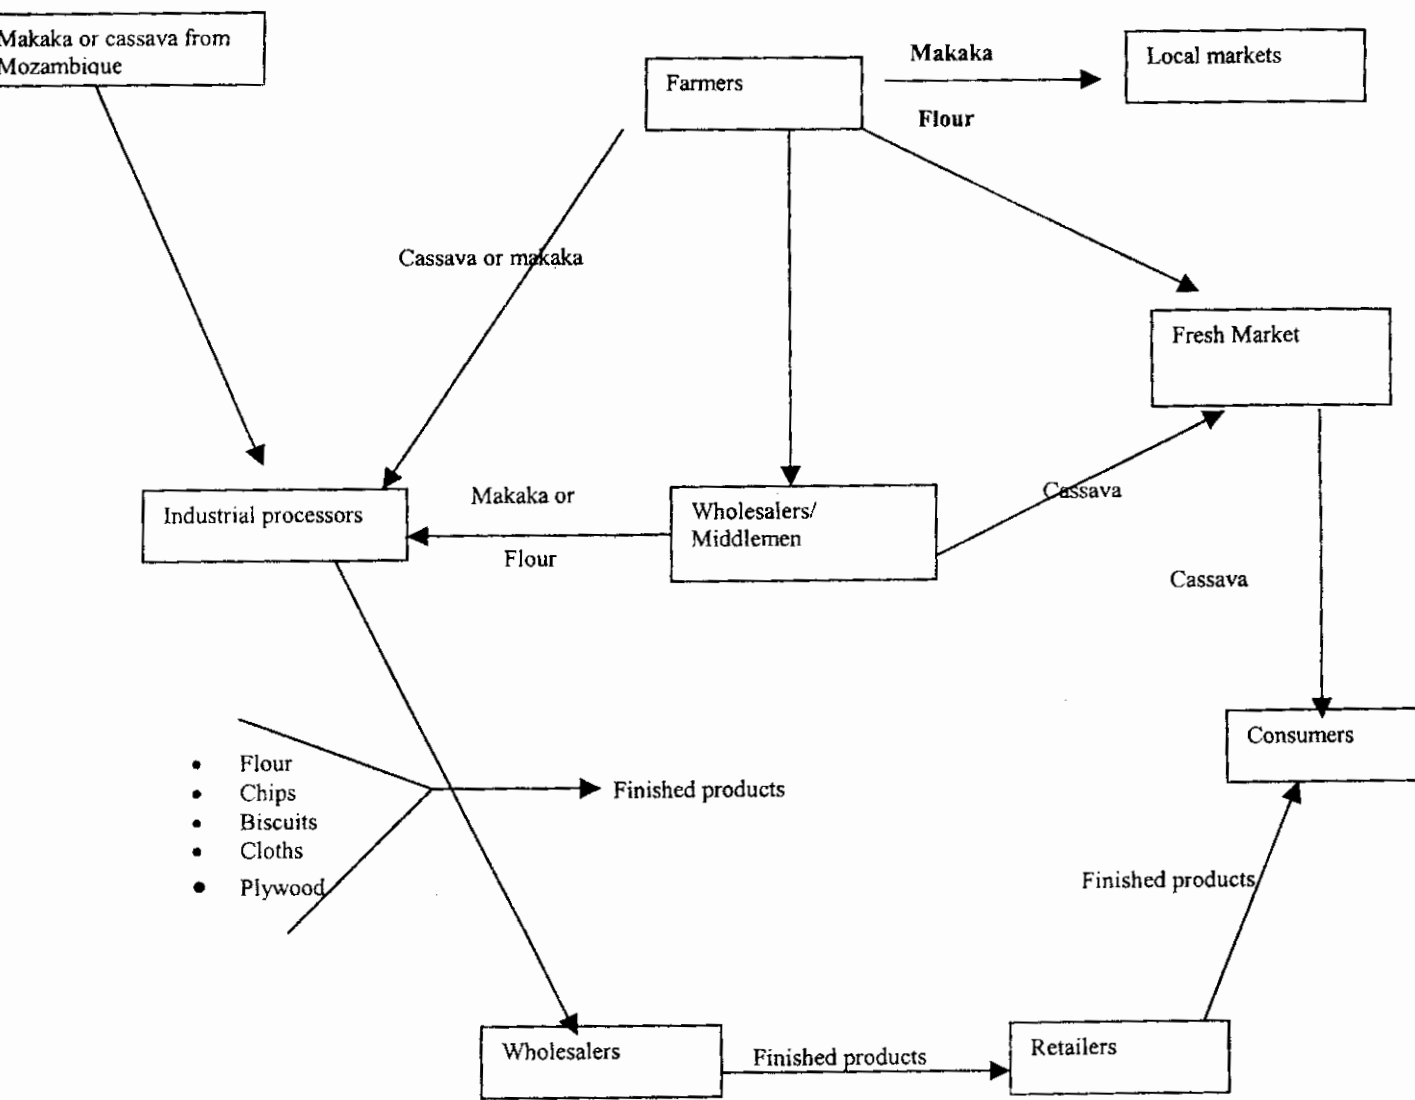 Makaka or cassava from
Mozambique
Farmers
Makaka
Flour
Local markets
Cassava or makaka
Fresh Market
Industrial processors
Makaka or
Flour
Wholesalers/
Middlemen
Cassava
Cassava
Consumers
• Flour
• Chips
• Biscuits
• Cloths
• Plywood
Finished products
Finished products
Wholesalers
Finished products
Retailers